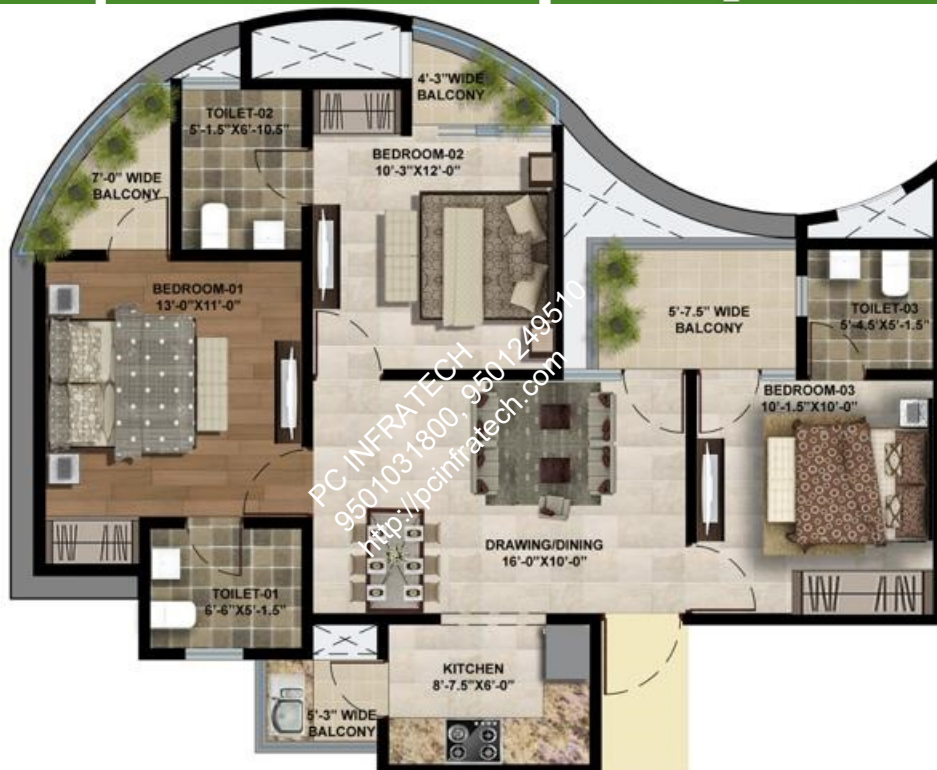 4'-3"WIDE
BALCONY
TOILET-02
5'-1.5"X6'-10.5"
BEDROOM-02
10'-3"X12'-0"
7'-0" WIDE
BALCONY
BEDROOM-01
13'-0"X11'-0"
5'-7.5" WIDE
BALCONY
TOILET-03
5'-4.5'X5'-1.5"
BEDROOM-03
10'-1.5"X10'-0"
PC INFRATECH
9501031800, 9501249510
http://pcinfratech.com
DRAWING/DINING
16'-0"X10'-0"
TOILET-01
6'-6"X5'-1.5"
KITCHEN
8'-7.5"X6'-0"
5'-3" WIDE
BALCONY